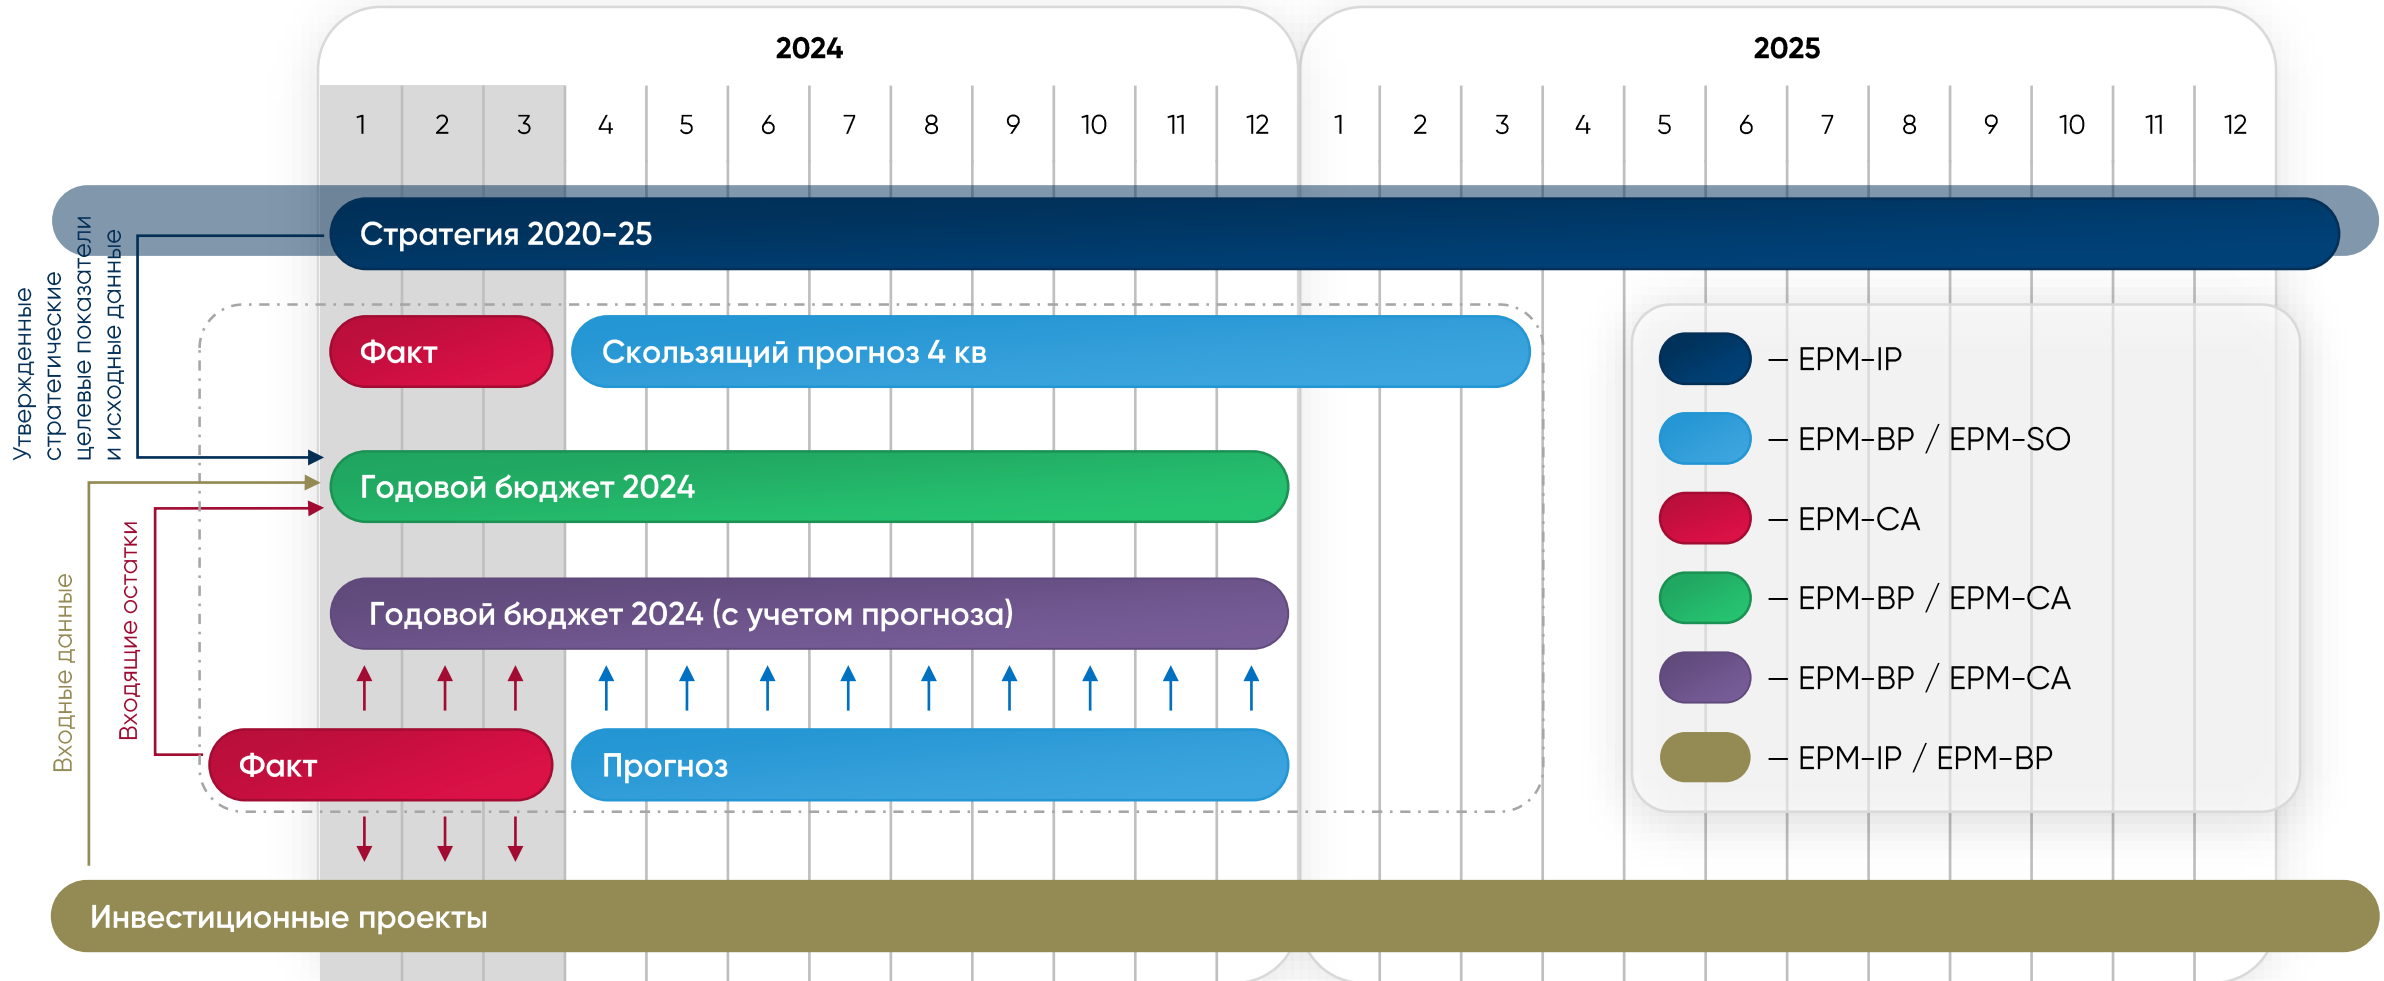 2024
2025
1 2 3 4 5 6 7 8 9 10 11 12 1 2 3 4 5 6 7 8 9 10 11 12
Стратегия 2020-25
Утвержденные
стратегические
целевые показатели
и исходные данные
Факт
Скользящий прогноз 4 кв
Годовой бюджет 2024
Годовой бюджет 2024 (с учетом прогноза)
Входные данные
Входящие остатки
Факт
Прогноз
Инвестиционные проекты
– EPM-IP
– EPM-BP / EPM-SO
– EPM-CA
– EPM-BP / EPM-CA
– EPM-BP / EPM-CA
– EPM-IP / EPM-BP